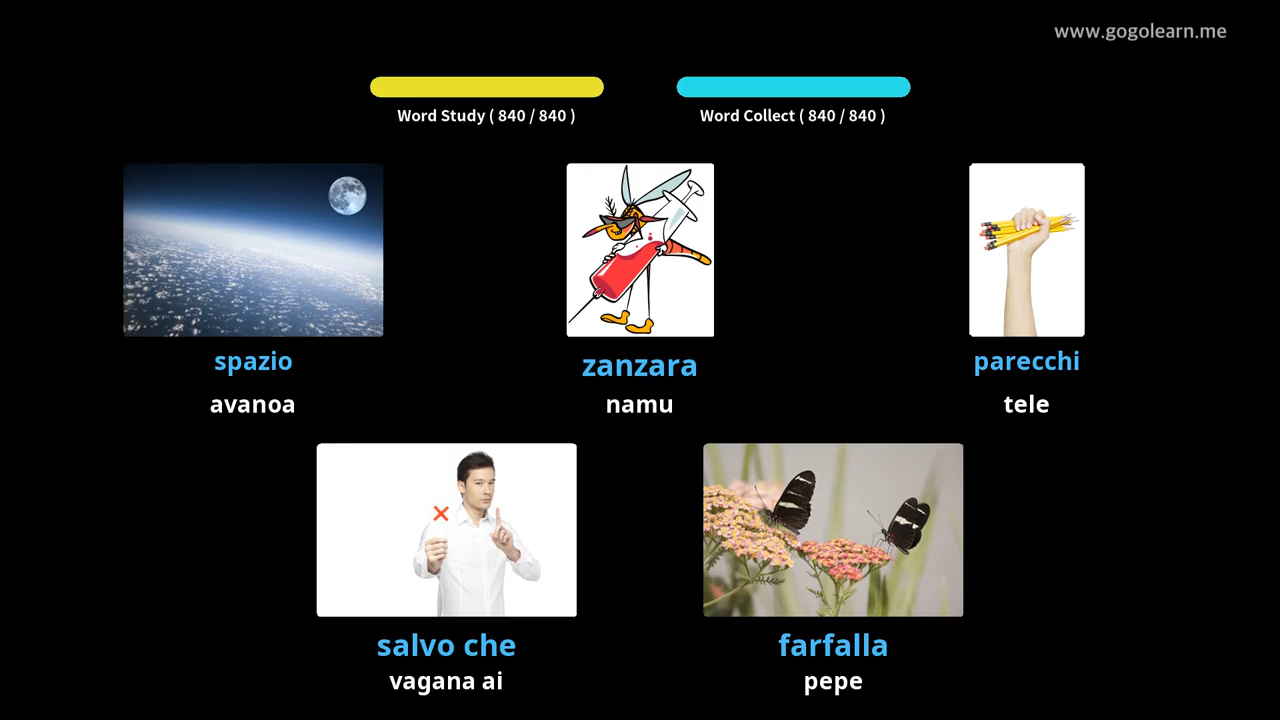 www.gogolearn.me
Word Study ( 840 / 840 )
Word Collect ( 840 / 840 )
spazio
avanoa
zanzara
namu
parecchi
tele
salvo che
vagana ai
farfalla
pepe